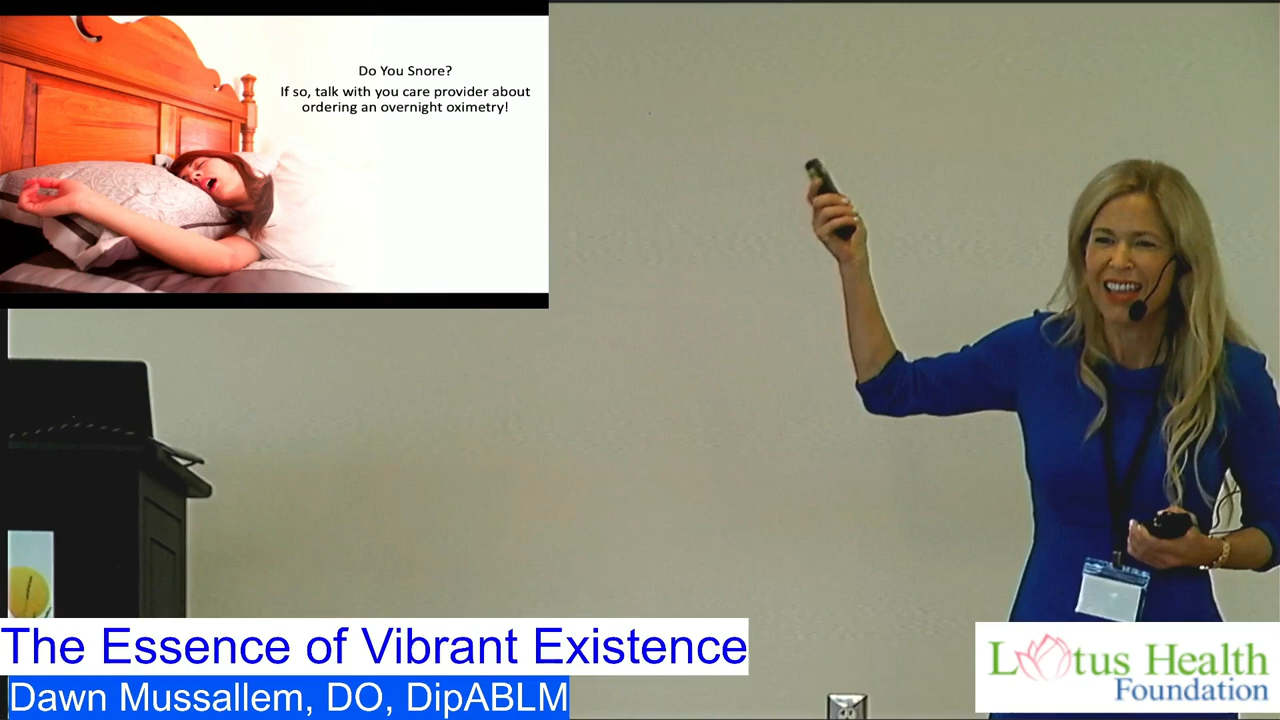 Do You Snore?
If so, talk with you care provider about
ordering an overnight oximetry!
The Essence of Vibrant Existence
Dawn Mussallem, DO, DipABLM
Lotus Health
Foundation